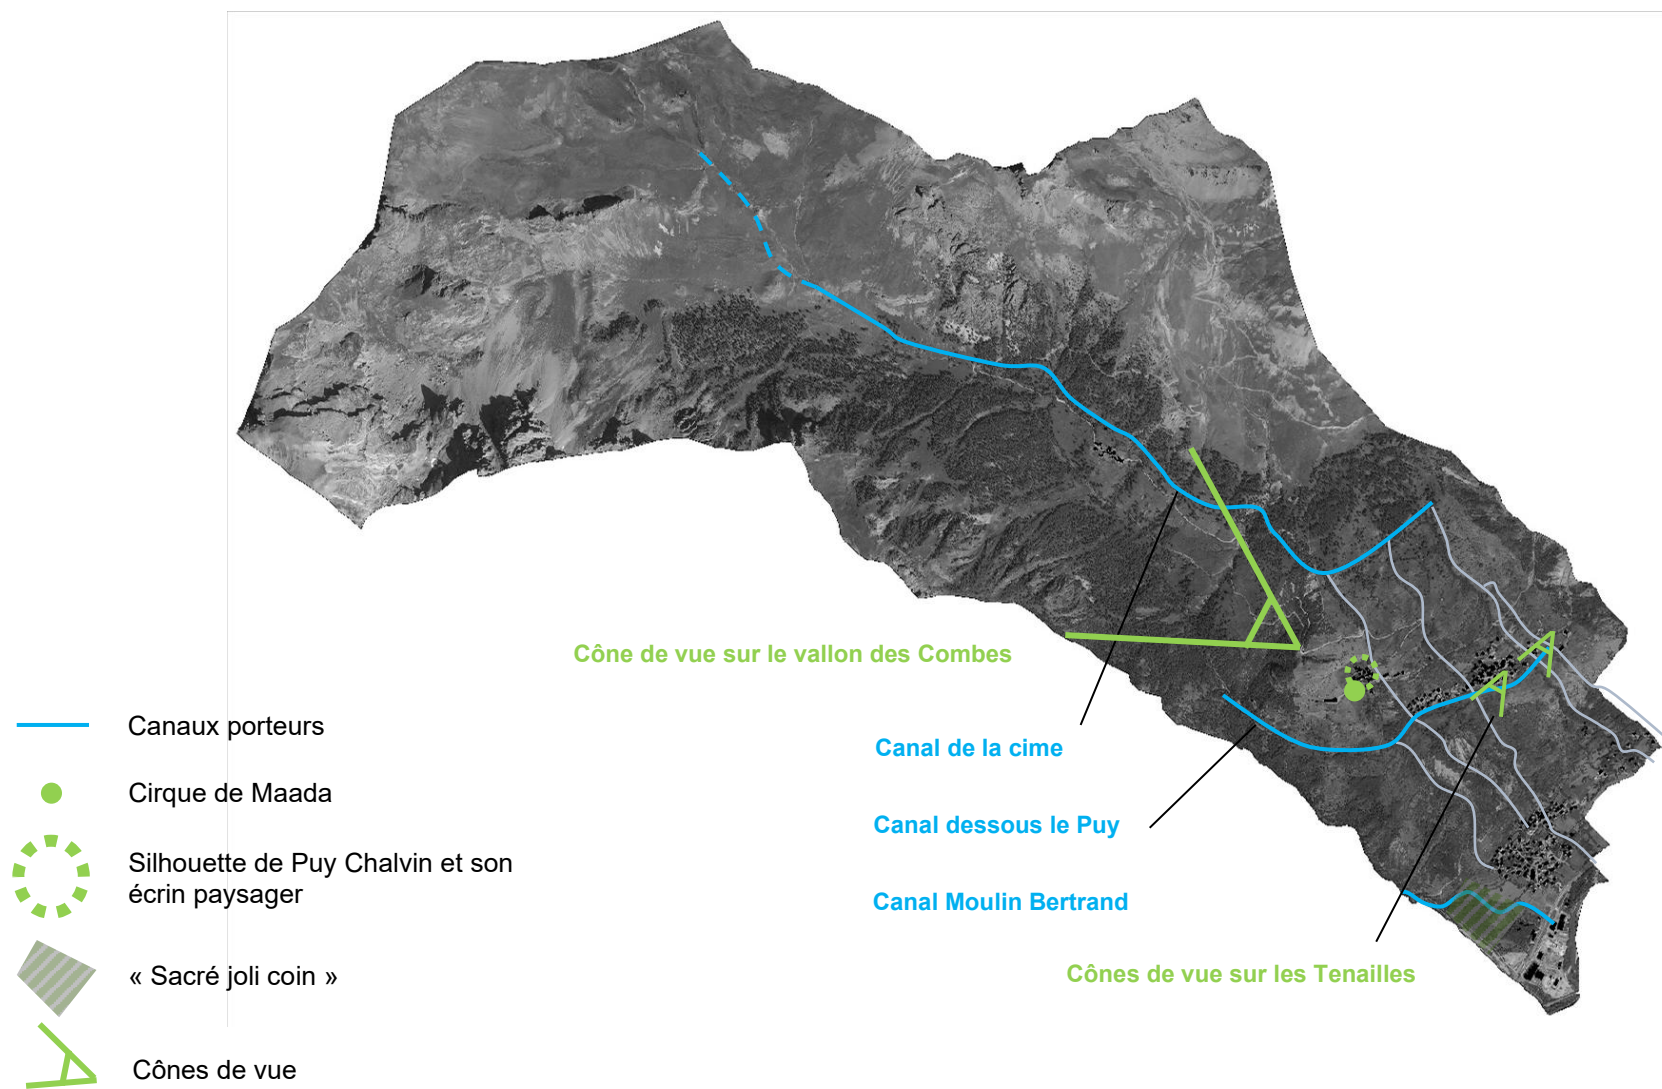 Cône de vue sur le vallon des Combes
Canal de la cime
Canal dessous le Puy
Canal Moulin Bertrand
Cônes de vue sur les Tenailles
Canaux porteurs
Cirque de Maada
Silhouette de Puy Chalvin et son
écrin paysager
« Sacré joli coin »
Cônes de vue